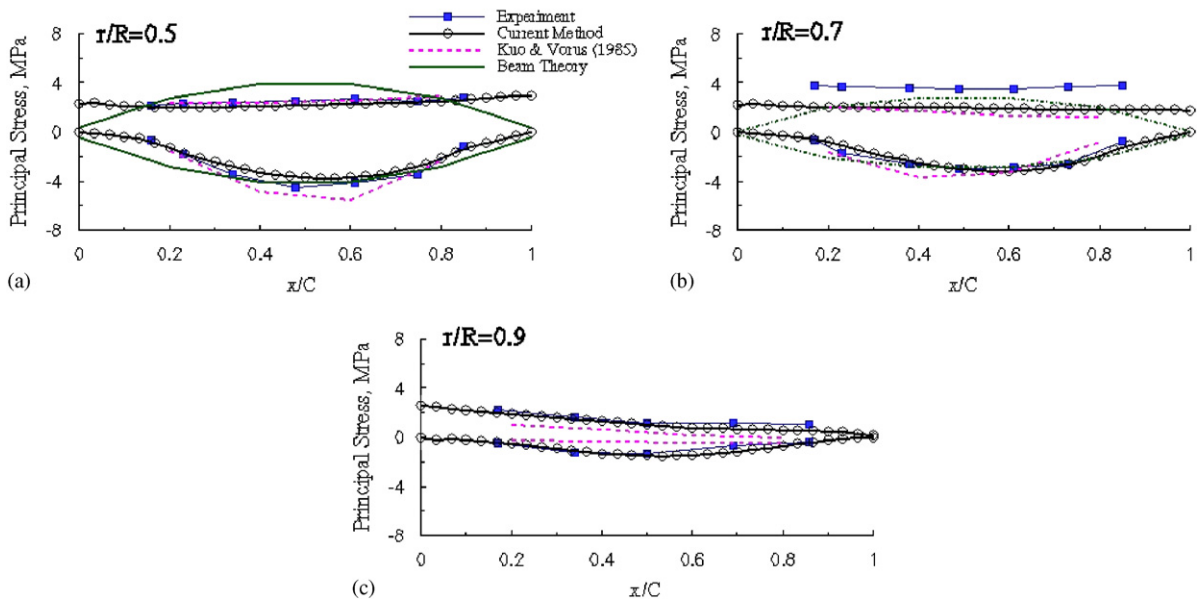 r/R=0.5
Experiment
Current Method
Kuo & Vorus (1985)
Beam Theory
Principal Stress, MPa
8
4
0
-4
-8
0 0.2 0.4 0.6 0.8 1
x/C
(a)
r/R=0.7
Principal Stress, MPa
8
4
0
-4
-8
0 0.2 0.4 0.6 0.8 1
x/C
(b)
r/R=0.9
Principal Stress, MPa
8
4
0
-4
-8
0 0.2 0.4 0.6 0.8 1
x/C
(c)